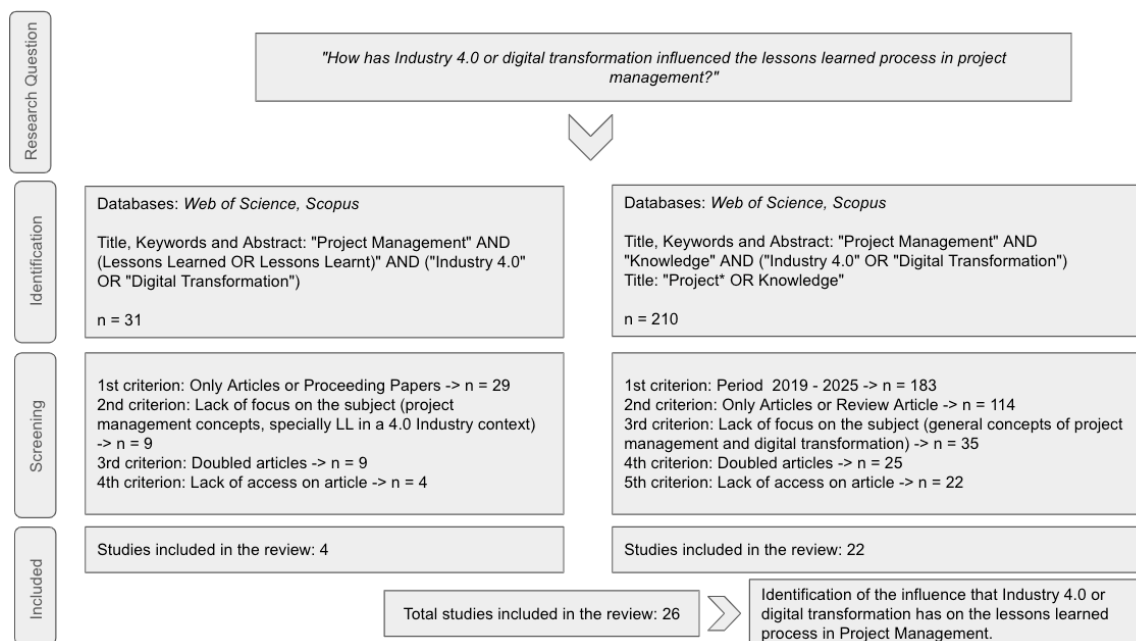 Research Question
"How has Industry 4.0 or digital transformation influenced the lessons learned process in project
management?"
Identification
Databases: Web of Science, Scopus
Title, Keywords and Abstract: "Project Management" AND
(Lessons Learned OR Lessons Learnt)" AND ("Industry 4.0"
OR "Digital Transformation")
n = 31
Databases: Web of Science, Scopus
Title, Keywords and Abstract: "Project Management" AND
"Knowledge" AND ("Industry 4.0" OR "Digital Transformation")
Title: "Project* OR Knowledge"
n = 210
Screening
1st criterion: Only Articles or Proceeding Papers -> n = 29
2nd criterion: Lack of focus on the subject (project
management concepts, specially LL in a 4.0 Industry context)
-> n = 9
3rd criterion: Doubled articles -> n = 9
4th criterion: Lack of access on article -> n = 4
1st criterion: Period 2019 - 2025 -> n = 183
2nd criterion: Only Articles or Review Article -> n = 114
3rd criterion: Lack of focus on the subject (general concepts of project
management and digital transformation) -> n = 35
4th criterion: Doubled articles -> n = 25
5th criterion: Lack of access on article -> n = 22
Included
Studies included in the review: 4
Studies included in the review: 22
Total studies included in the review: 26
Identification of the influence that Industry 4.0 or
digital transformation has on the lessons learned
process in Project Management.